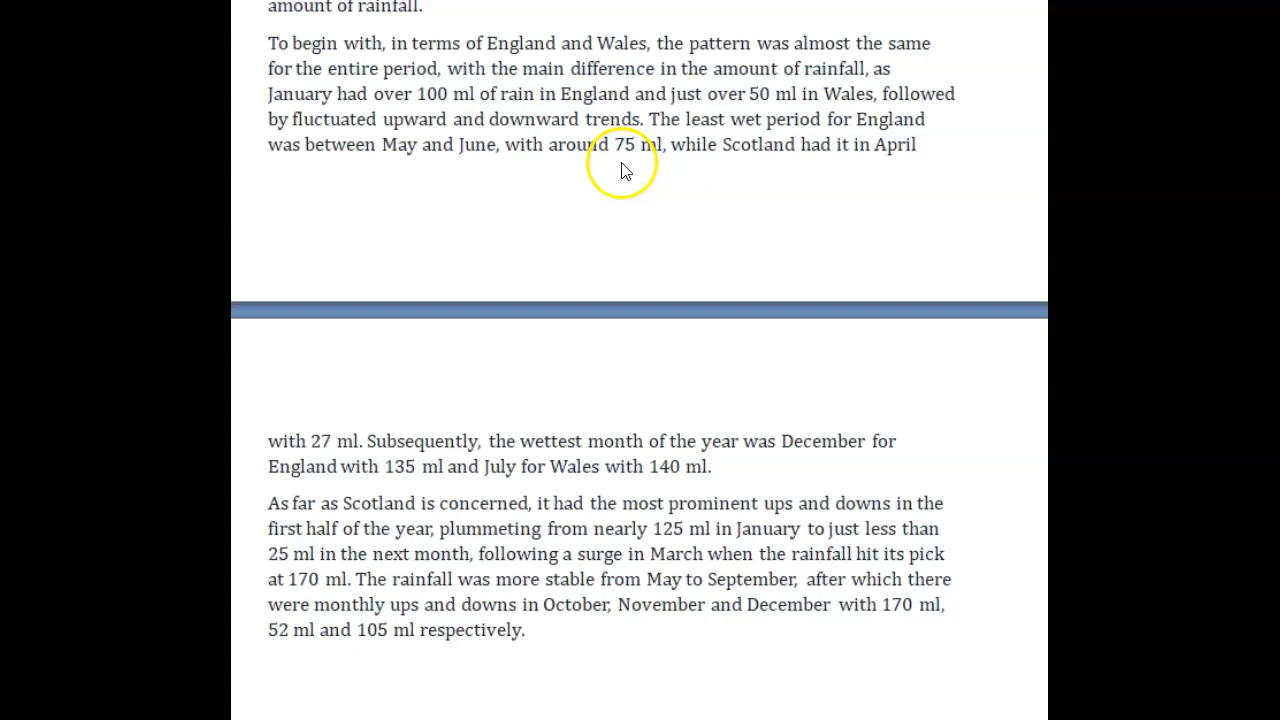 amount of rainfall.
To begin with, in terms of England and Wales, the pattern was almost the same
for the entire period, with the main difference in the amount of rainfall, as
January had over 100 ml of rain in England and just over 50 ml in Wales, followed
by fluctuated upward and downward trends. The least wet period for England
was between May and June, with around 75 ml, while Scotland had it in April
with 27 ml. Subsequently, the wettest month of the year was December for
England with 135 ml and July for Wales with 140 ml.
As far as Scotland is concerned, it had the most prominent ups and downs in the
first half of the year, plummeting from nearly 125 ml in January to just less than
25 ml in the next month, following a surge in March when the rainfall hit its pick
at 170 ml. The rainfall was more stable from May to September, after which there
were monthly ups and downs in October, November and December with 170 ml,
52 ml and 105 ml respectively.